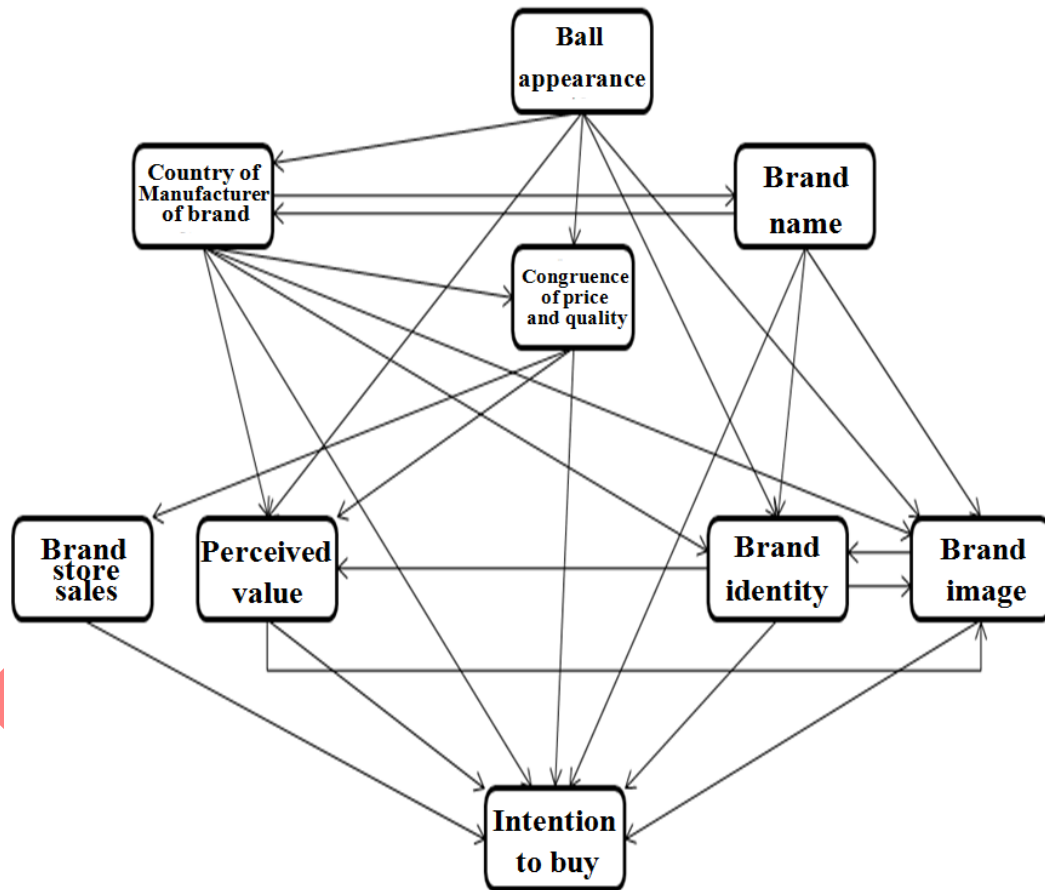 Ball
appearance
Country of
Manufacturer
of brand
Brand
name
Congruence
of price
and quality
Brand
store
sales
Perceived
value
Brand
identity
Brand
image
Intention
to buy